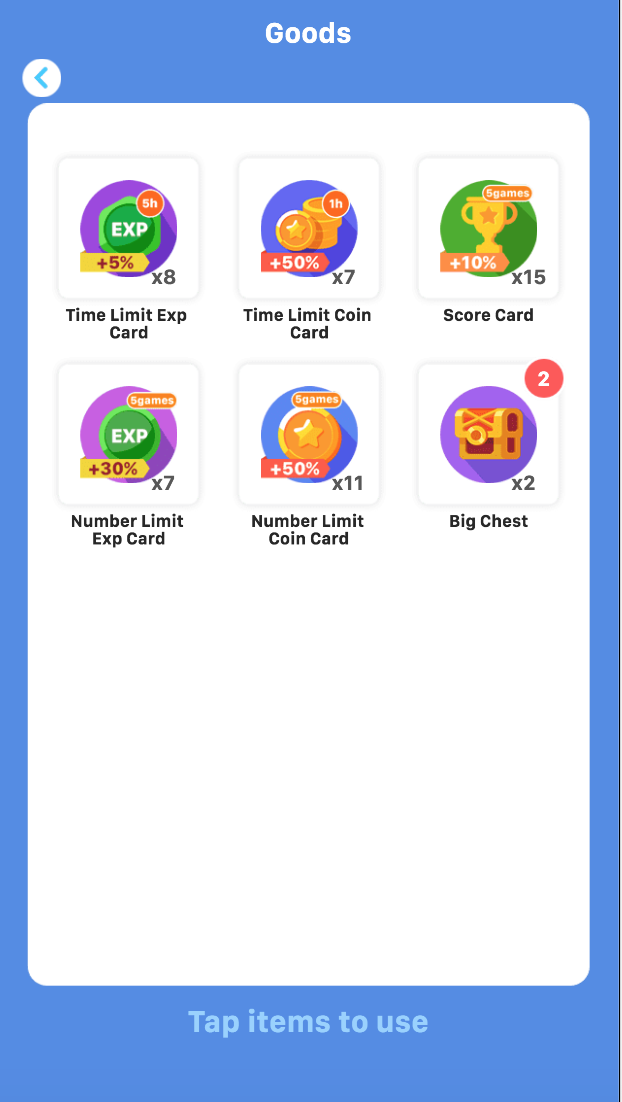 Goods
5h
EXP
+5%
x8
Time Limit Exp
Card
1h
+50%
x7
Time Limit Coin
Card
5games
+10%
x15
Score Card
5games
EXP
+30%
x7
Number Limit
Exp Card
5games
+50%
x11
Number Limit
Coin Card
2
x2
Big Chest
Tap items to use